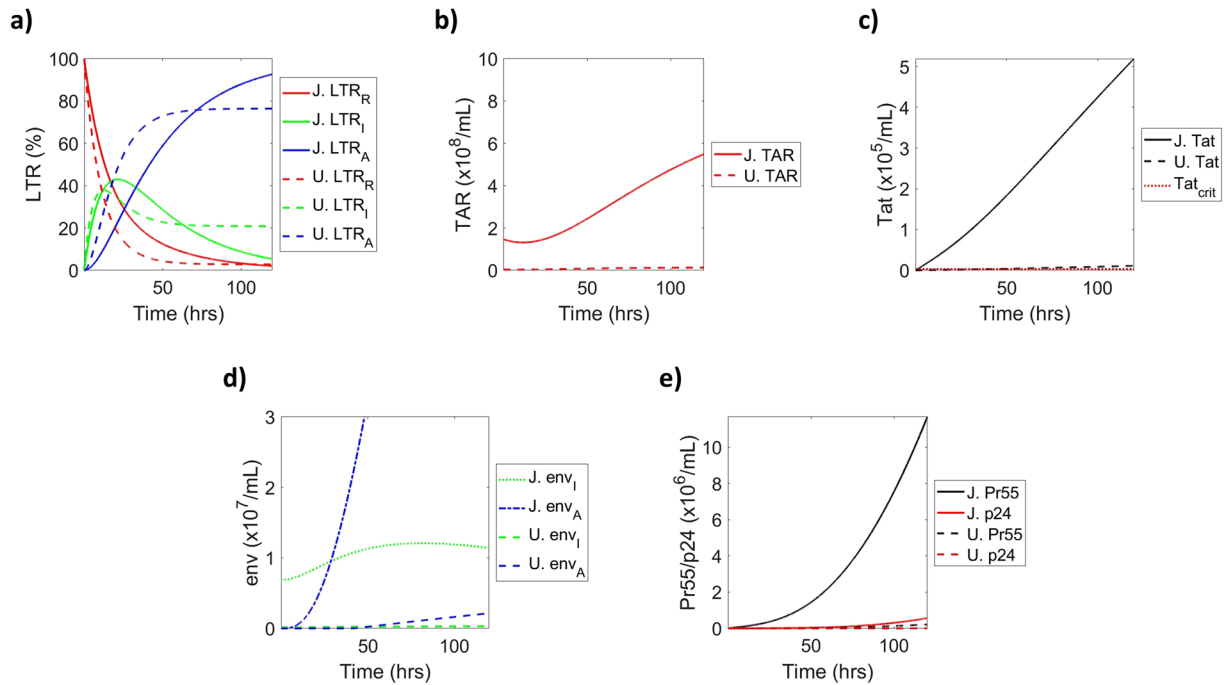 a)
100
80
60
40
20
0
LTR (%)
50
100
Time (hrs)
J. LTR_R
J. LTR_I
J. LTR_A
U. LTR_R
U. LTR_I
U. LTR_A
b)
10
8
6
4
2
0
TAR (x10^8/mL)
50
100
Time (hrs)
J. TAR
U. TAR
c)
5
4
3
2
1
0
Tat (x10^5/mL)
50
100
Time (hrs)
J. Tat
U. Tat
Tat_crit
d)
3
2
1
0
env (x10^7/mL)
50
100
Time (hrs)
J. env_I
J. env_A
U. env_I
U. env_A
e)
10
8
6
4
2
0
Pr55/p24 (x10^6/mL)
50
100
Time (hrs)
J. Pr55
J. p24
U. Pr55
U. p24